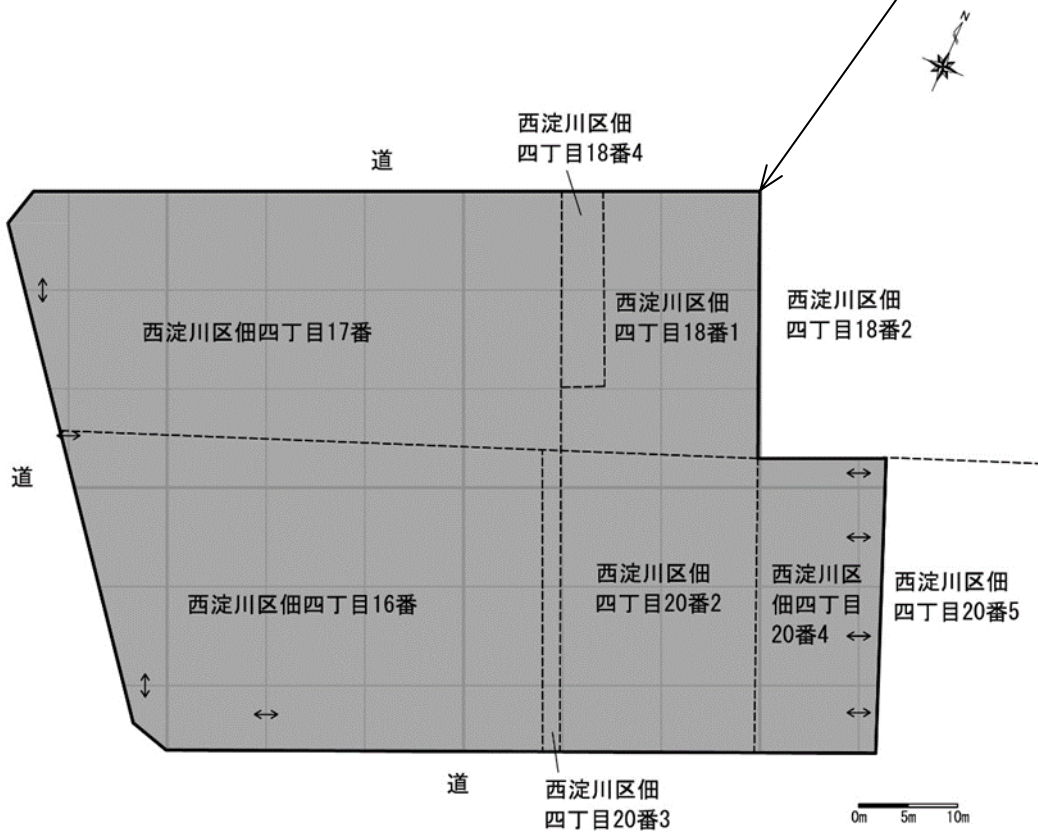 N
西淀川区佃
四丁目18番4
道
西淀川区佃
四丁目18番1
西淀川区佃
四丁目18番2
西淀川区佃四丁目17番
道
西淀川区佃四丁目16番
西淀川区佃
四丁目20番2
西淀川区
佃四丁目
20番4
西淀川区佃
四丁目20番5
道
西淀川区佃
四丁目20番3
0m 5m 10m